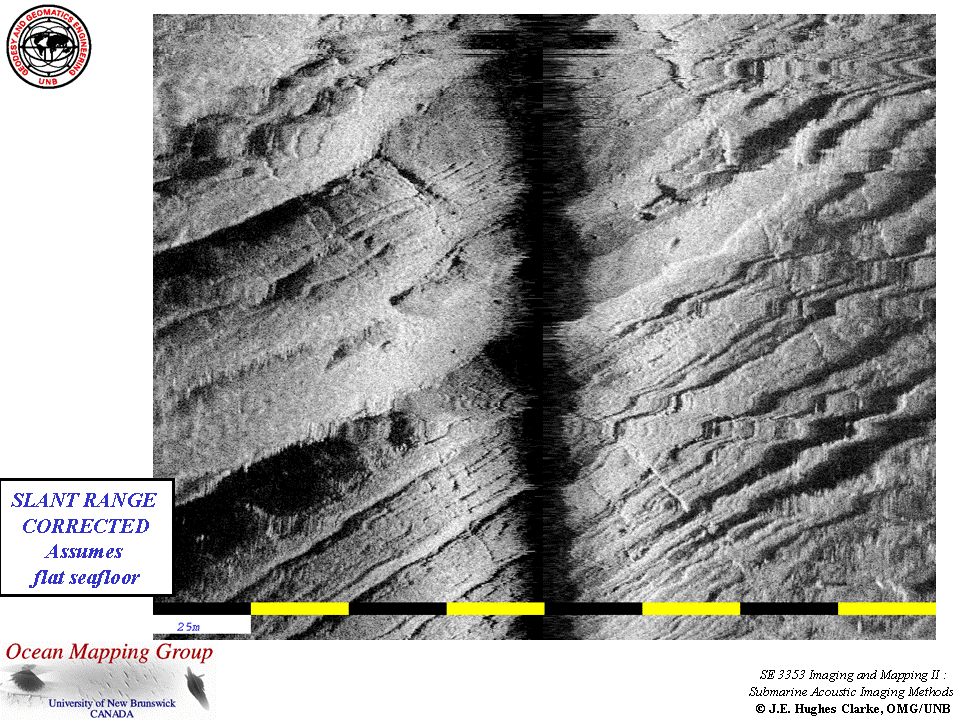 GEODESY AND GEOMATICS ENGINEERING
UNB
SLANT RANGE
CORRECTED
Assumes
flat seafloor
25m
Ocean Mapping Group
University of New Brunswick
CANADA
SE 3353 Imaging and Mapping II :
Submarine Acoustic Imaging Methods
© J.E. Hughes Clarke, OMG/UNB